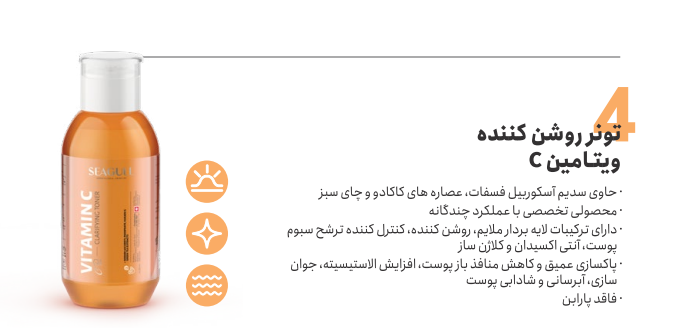 4
تونر روشن کننده
ویتامین C
· حاوی سدیم آسکوربیل فسفات، عصاره های کاکادو و چای سبز
· محصولی تخصصی با عملکرد چندگانه
· دارای ترکیبات لایه بردار ملایم، روشن کننده، کنترل کننده ترشح سبوم
پوست، آنتی اکسیدان و کلاژن ساز
· پاکسازی عمیق و کاهش منافذ باز پوست، افزایش الاستیسیته، جوان
سازی، آبرسانی و شادابی پوست
· فاقد پارابن
SEAGULL
VITAMIN C
CLARIFYING TONER